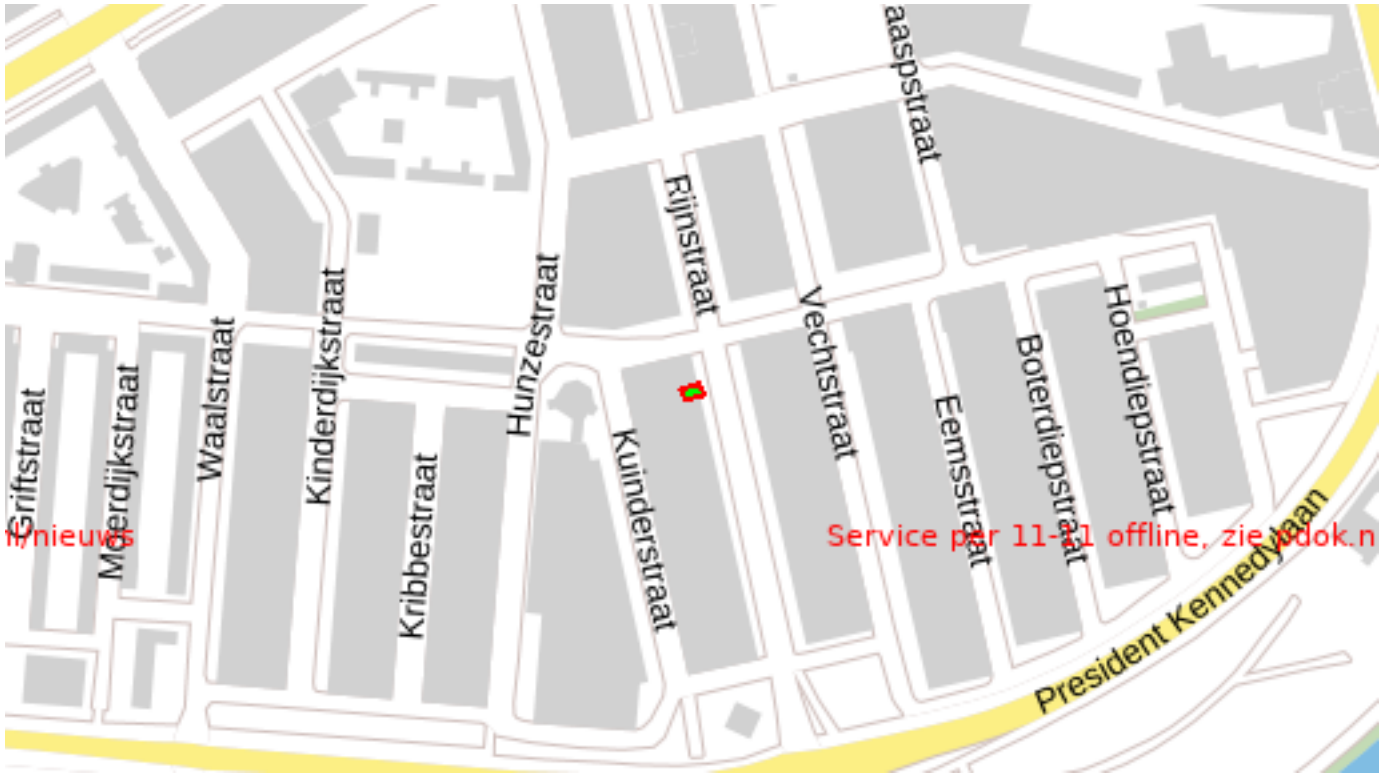 aaspstraat
Rijnstraat
Hunzestraat
Kinderdijkstraat
Waalstraat
Vechtstraat
Hoendiepstraat
Boterdiepstraat
Meerdijkstraat
Griftstraat
Eemsstraat
Kuinderstraat
Kribbestraat
nl/nieuws
Service per 11-11 offline, zie pdok.n
President Kennedylaan